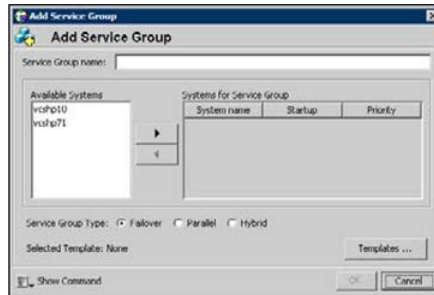 Add Service Group
Add Service Group
Service Group name:
Available Systems
vcshp10
vcshp71
Systems for Service Group
System name Startup Priority
Service Group Type: Failover Parallel Hybrid
Selected Template: None
Templates ...
Show Command
OK Cancel